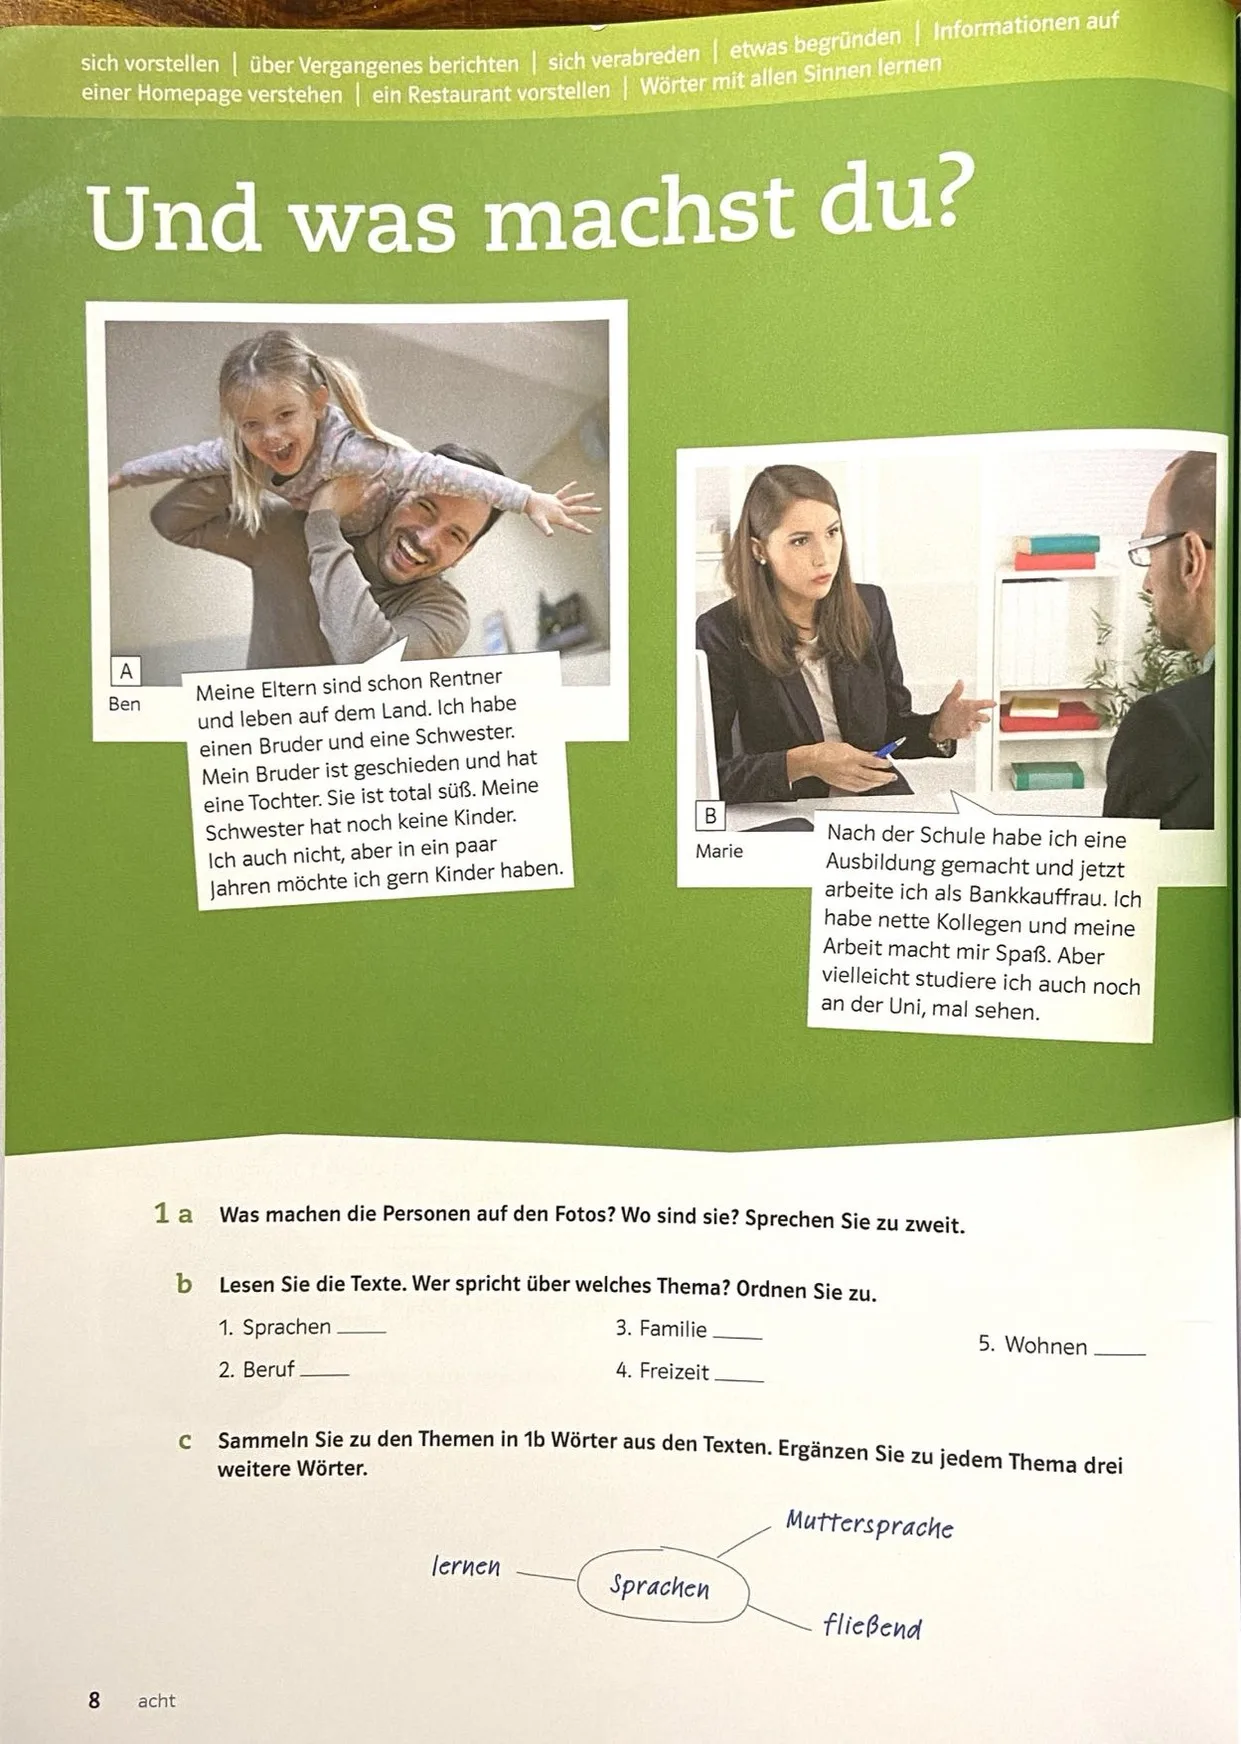 sich vorstellen | über Vergangenes berichten | sich verabreden | etwas begründen | Informationen auf
einer Homepage verstehen | ein Restaurant vorstellen | Wörter mit allen Sinnen lernen
Und was machst du?
A
Ben
Meine Eltern sind schon Rentner
und leben auf dem Land. Ich habe
einen Bruder und eine Schwester.
Mein Bruder ist geschieden und hat
eine Tochter. Sie ist total süß. Meine
Schwester hat noch keine Kinder.
Ich auch nicht, aber in ein paar
Jahren möchte ich gern Kinder haben.
B
Marie
Nach der Schule habe ich eine
Ausbildung gemacht und jetzt
arbeite ich als Bankkauffrau. Ich
habe nette Kollegen und meine
Arbeit macht mir Spaß. Aber
vielleicht studiere ich auch noch
an der Uni, mal sehen.
1 a Was machen die Personen auf den Fotos? Wo sind sie? Sprechen Sie zu zweit.
b Lesen Sie die Texte. Wer spricht über welches Thema? Ordnen Sie zu.
1. Sprachen ____ 3. Familie ____ 5. Wohnen ____
2. Beruf ____ 4. Freizeit ____
c Sammeln Sie zu den Themen in 1b Wörter aus den Texten. Ergänzen Sie zu jedem Thema drei
weitere Wörter.
Muttersprache
lernen
Sprachen
fließend
8 acht